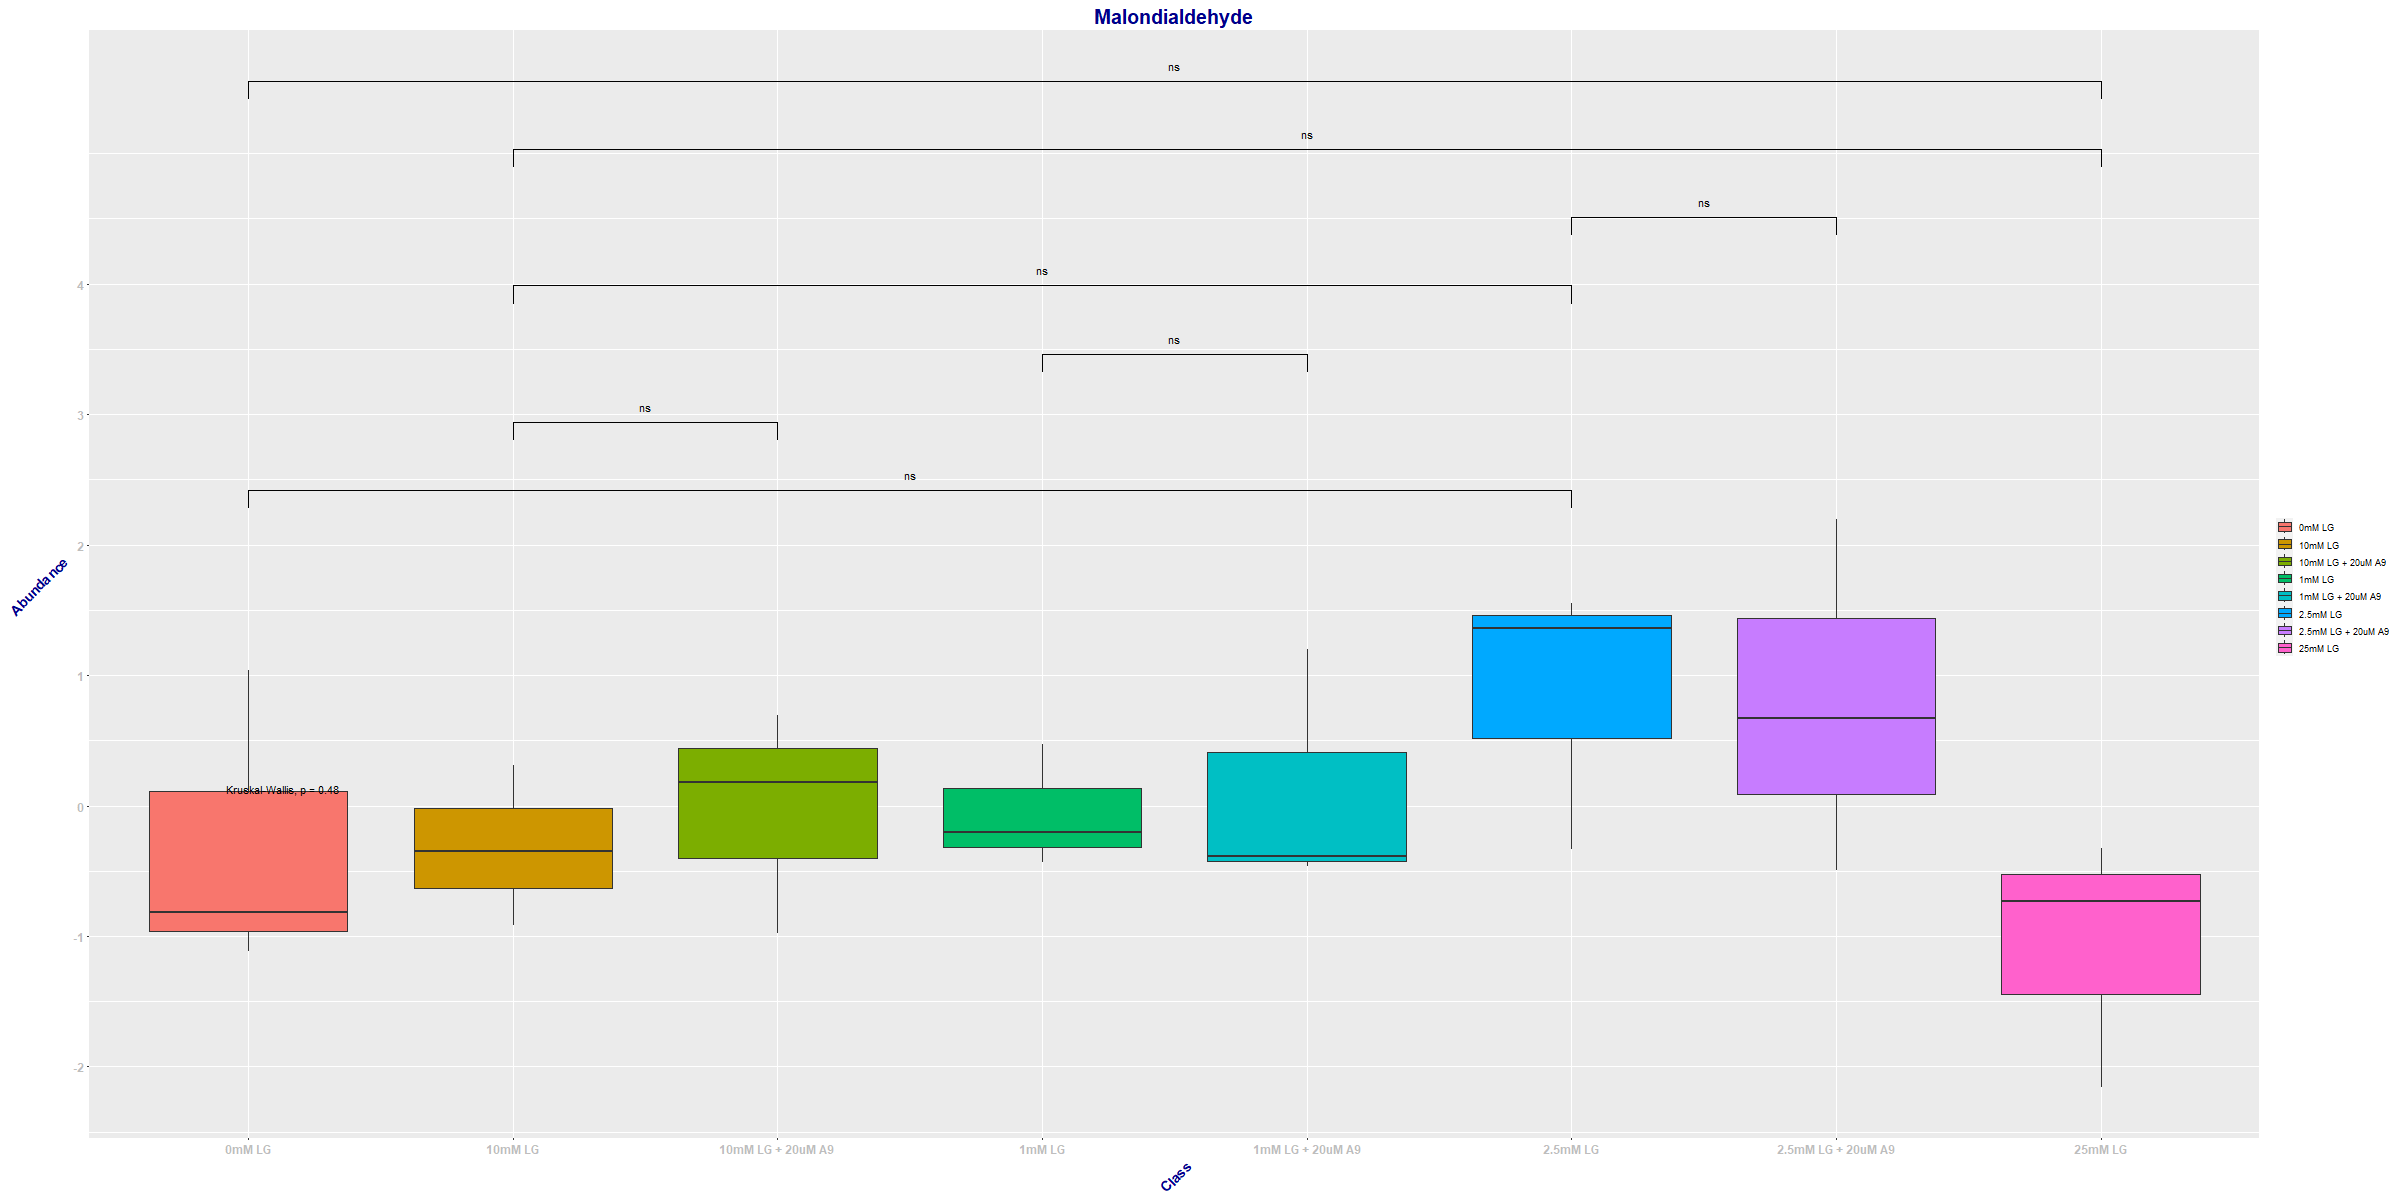 Malondialdehyde
ns
ns
ns
ns
ns
ns
ns
4
3
2
1
0
-1
-2
Abundance
Kruskal-Wallis, p = 0.48
0mM LG
10mM LG
10mM LG + 20uM A9
1mM LG
1mM LG + 20uM A9
2.5mM LG
2.5mM LG + 20uM A9
25mM LG
Class
0mM LG
10mM LG
10mM LG + 20uM A9
1mM LG
1mM LG + 20uM A9
2.5mM LG
2.5mM LG + 20uM A9
25mM LG